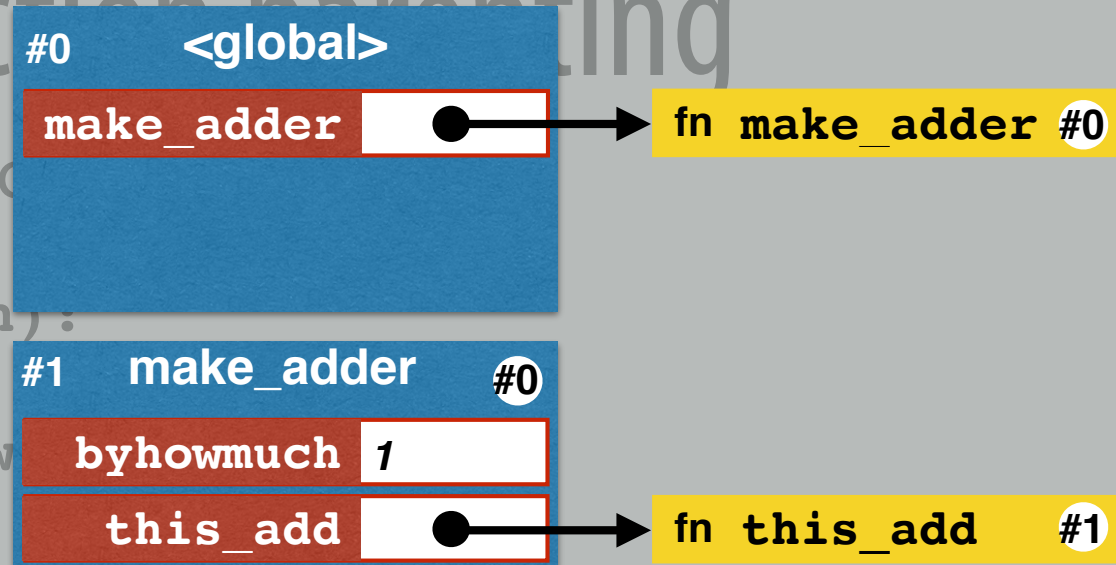 #0 <global>
make_adder
fn make_adder #0
#1 make_adder #0
byhowmuch 1
this_add
fn this_add #1